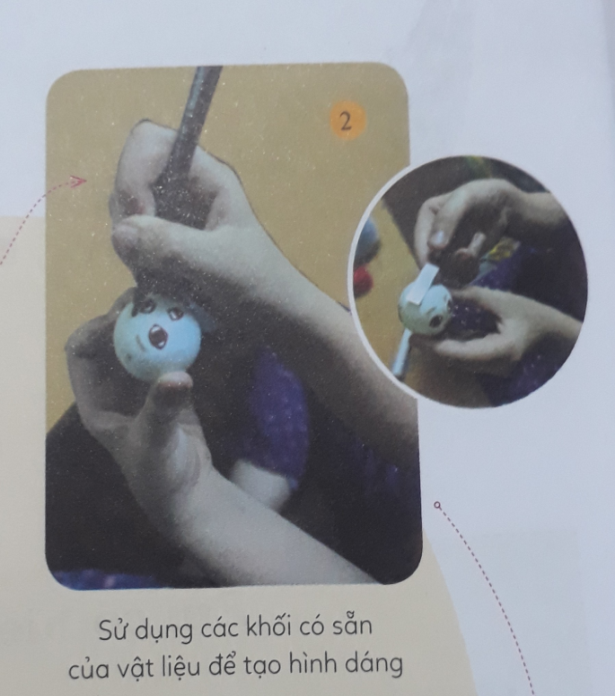 2
Sử dụng các khối có sẵn
của vật liệu để tạo hình dáng